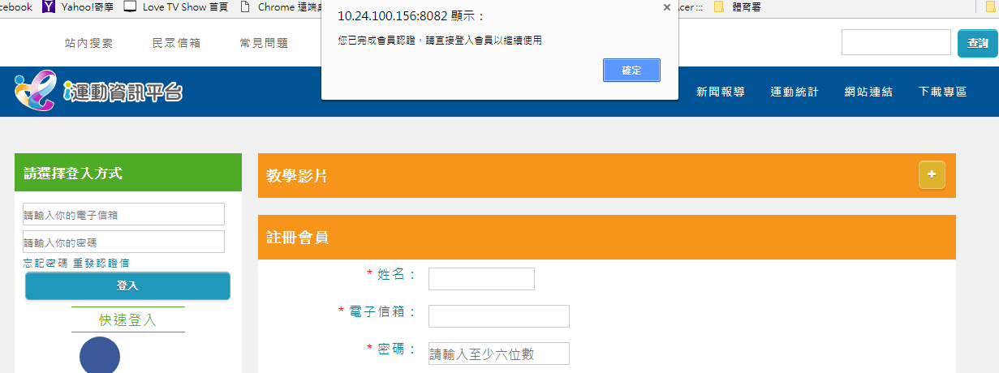 cebook Yahoo!奇摩 Love TV Show 首頁 Chrome 遠端 Acer ::: 體育署
10.24.100.156:8082 顯示：
您已完成會員認證，請直接登入會員以繼續使用
確定
站內搜索 民眾信箱 常見問題 查詢
i運動資訊平台 新聞報導 運動統計 網站連結 下載專區
請選擇登入方式
請輸入你的電子信箱
請輸入你的密碼
忘記密碼 重發認證信
登入
快速登入
教學影片 +
註冊會員
* 姓名：
* 電子信箱：
* 密碼： 請輸入至少六位數